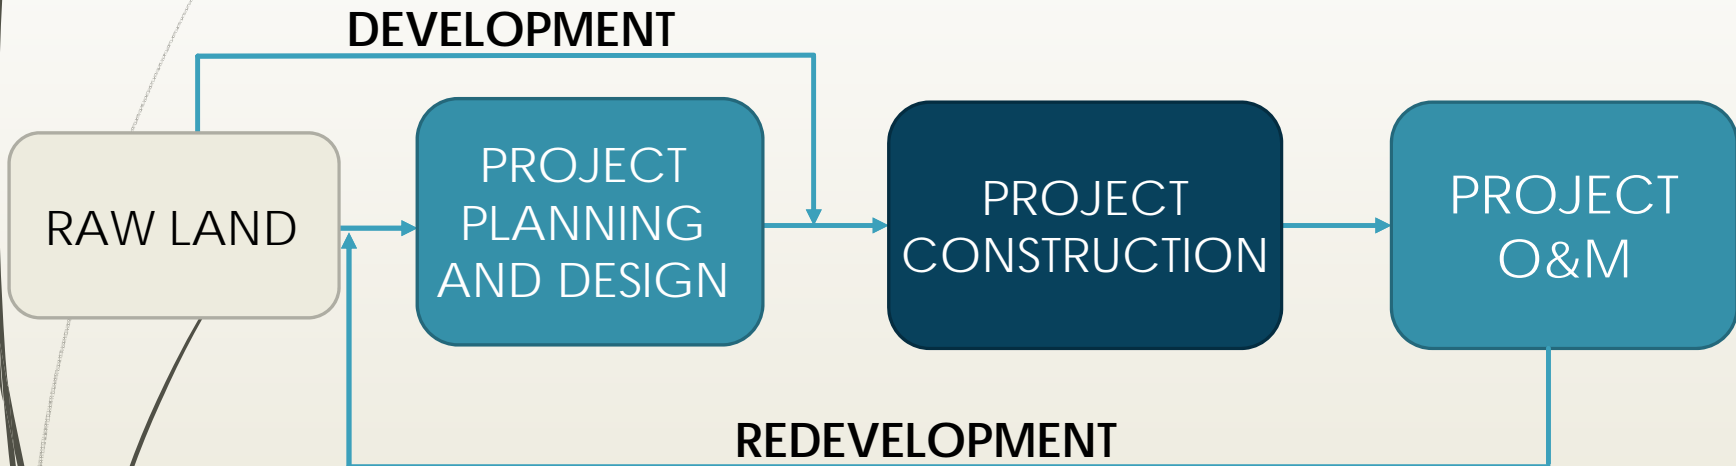 DEVELOPMENT
RAW LAND
PROJECT
PLANNING
AND DESIGN
PROJECT
CONSTRUCTION
PROJECT
O&M
REDEVELOPMENT